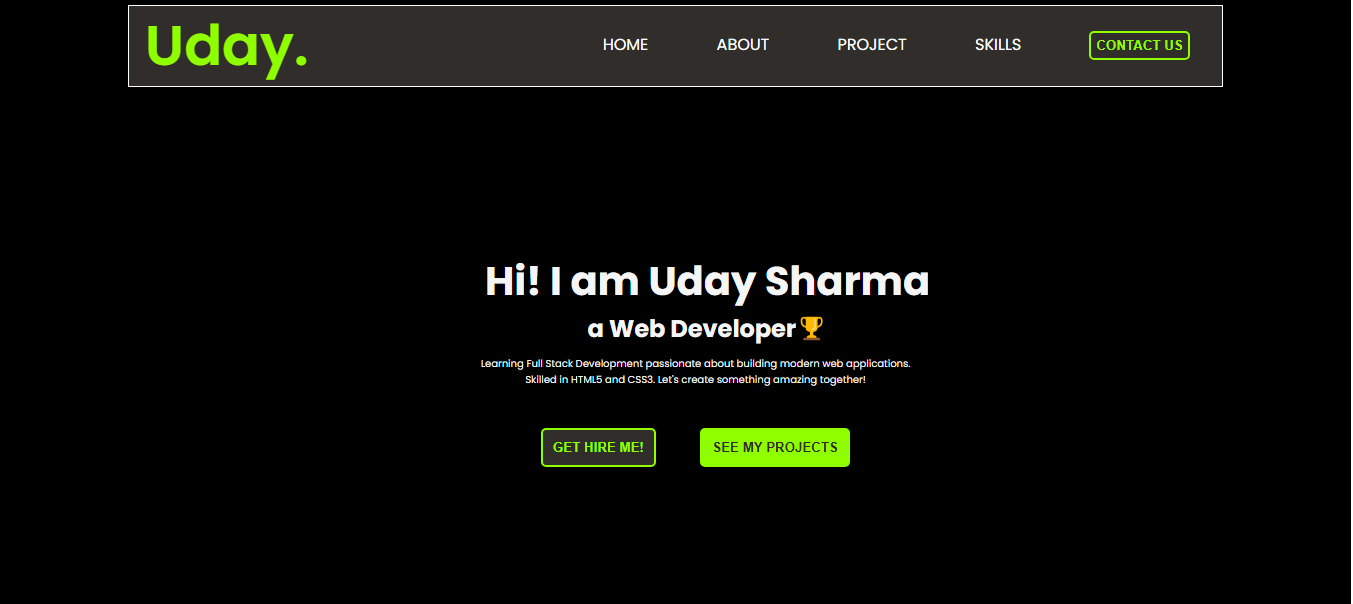 Uday.
HOME ABOUT PROJECT SKILLS CONTACT US
Hi! I am Uday Sharma
a Web Developer🏆
Learning Full Stack Development passionate about building modern web applications.
Skilled in HTML5 and CSS3. Let's create something amazing together!
GET HIRE ME! SEE MY PROJECTS